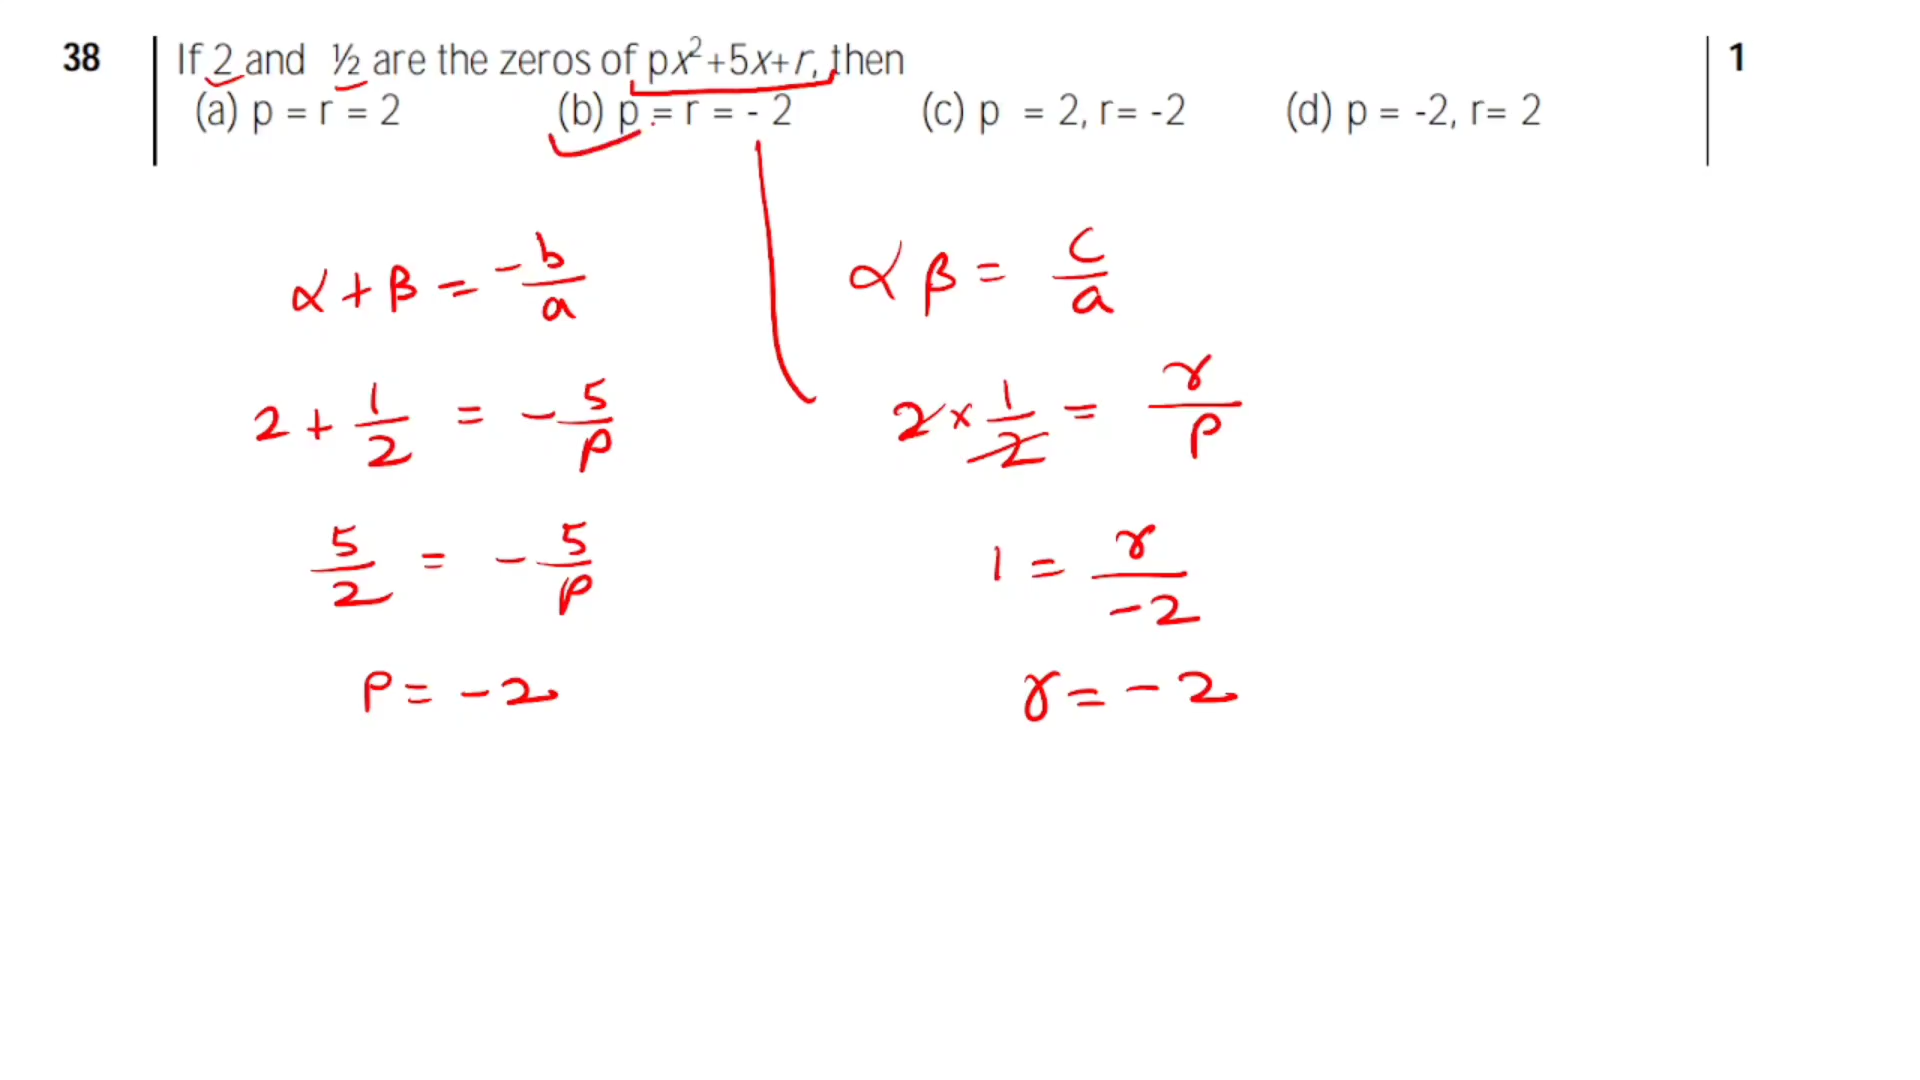 38 If 2 and ½ are the zeros of px²+5x+r, then 1
(a) p = r = 2 (b) p = r = - 2 (c) p = 2, r= -2 (d) p = -2, r= 2
α + β = -b/a
2 + 1/2 = - 5/p
5/2 = - 5/p
p = -2
αβ = c/a
2 × 1/2 = r/p
1 = r/-2
r = -2